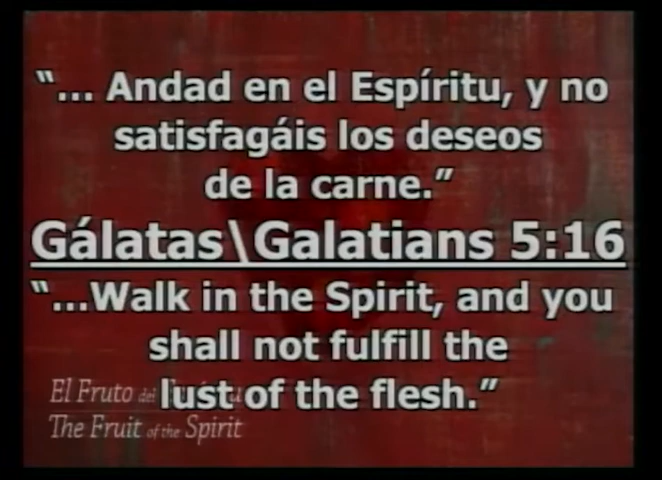 “... Andad en el Espíritu, y no
satisfagáis los deseos
de la carne.”
Gálatas\Galatians 5:16
“...Walk in the Spirit, and you
shall not fulfill the
lust of the flesh.”
El Fruto del
The Fruit of the Spirit